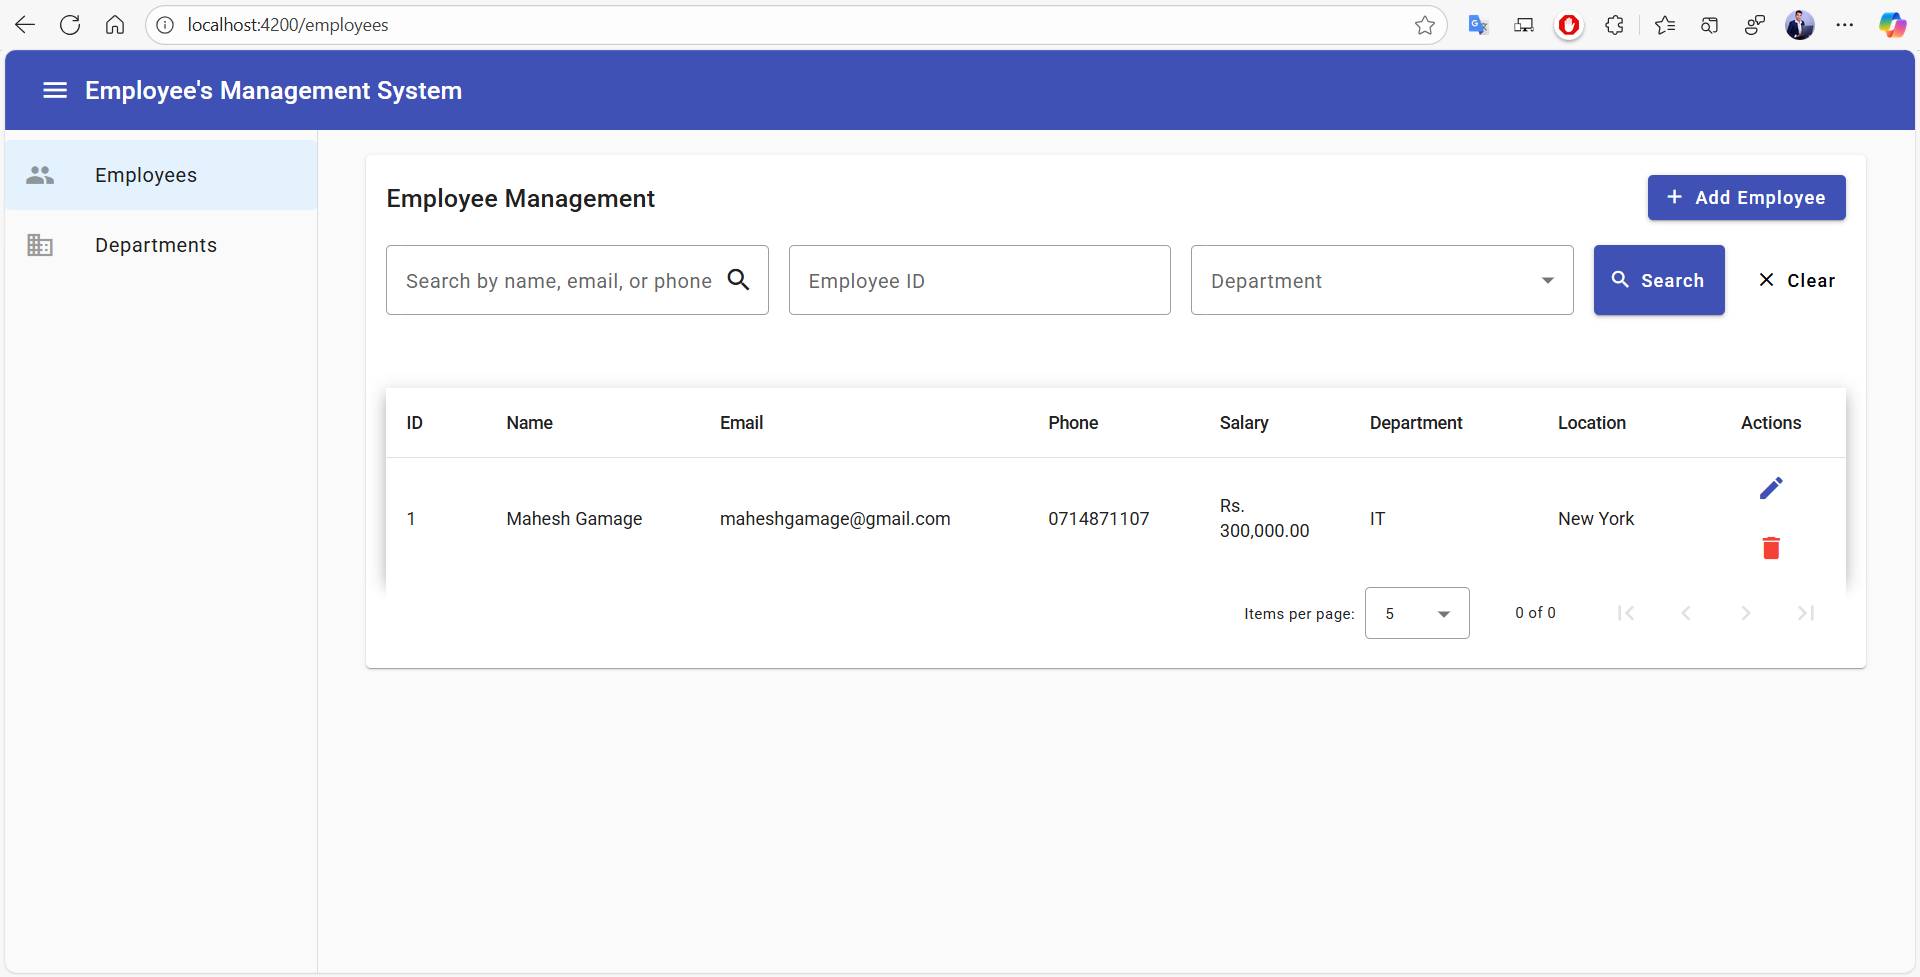 localhost:4200/employees
Employee's Management System
Employees
Departments
Employee Management
+ Add Employee
Search by name, email, or phone
Employee ID
Department
Search
Clear
ID Name Email Phone Salary Department Location Actions
1 Mahesh Gamage maheshgamage@gmail.com 0714871107 Rs. 300,000.00 IT New York
Items per page: 5 0 of 0